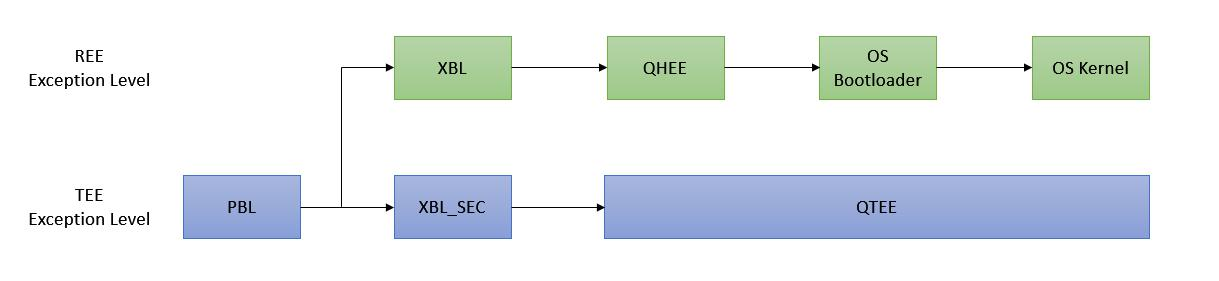 REE
Exception Level
XBL
QHEE
OS
Bootloader
OS Kernel
TEE
Exception Level
PBL
XBL_SEC
QTEE